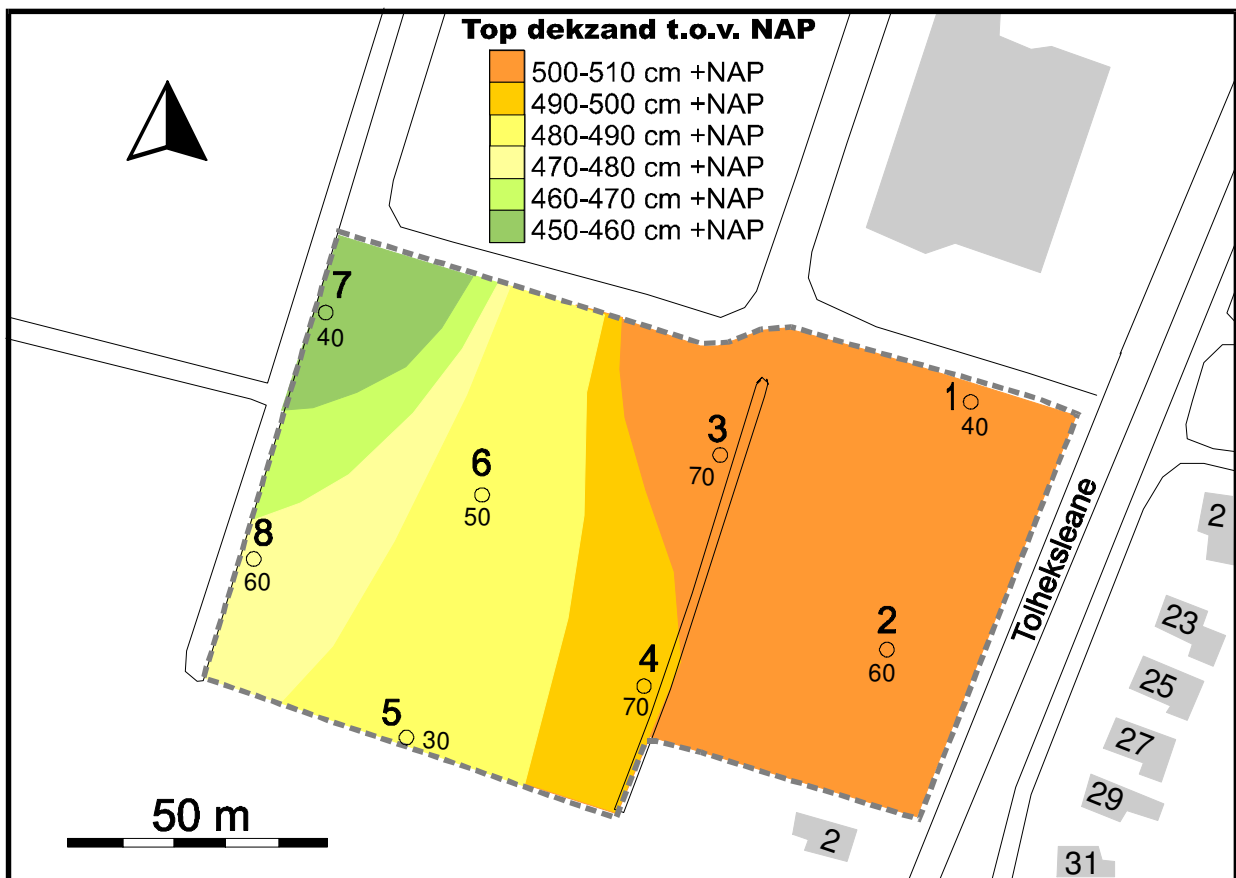 Top dekzand t.o.v. NAP
500-510 cm +NAP
490-500 cm +NAP
480-490 cm +NAP
470-480 cm +NAP
460-470 cm +NAP
450-460 cm +NAP
7
40
1
40
3
70
6
50
8
60
2
60
4
70
5
30
Tolheksleane
2
23
25
27
29
31
2
50 m